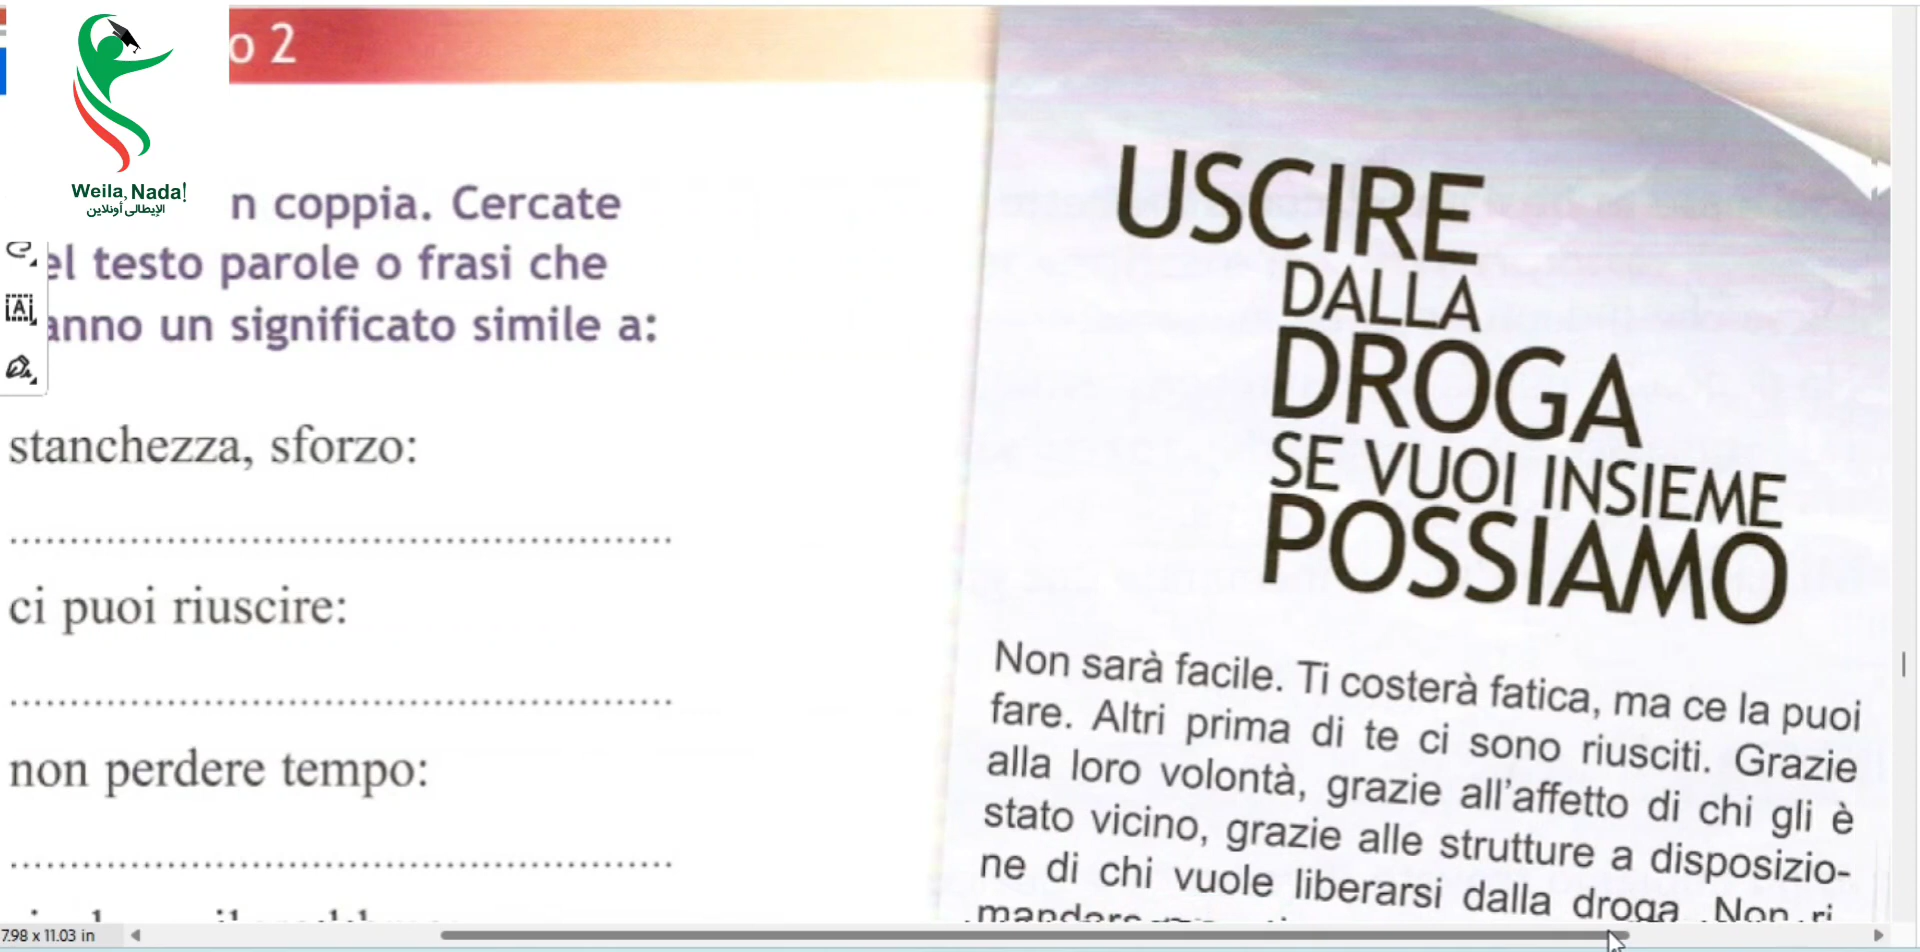 o 2
Weila, Nada!
الإيطالى أونلاين
n coppia. Cercate
el testo parole o frasi che
anno un significato simile a:
stanchezza, sforzo:
ci puoi riuscire:
non perdere tempo:
USCIRE
DALLA
DROGA
SE VUOI INSIEME
POSSIAMO
Non sarà facile. Ti costerà fatica, ma ce la puoi
fare. Altri prima di te ci sono riusciti. Grazie
alla loro volontà, grazie all'affetto di chi gli è
stato vicino, grazie alle strutture a disposizio-
ne di chi vuole liberarsi dalla droga. Non ri
7.98 x 11.03 in